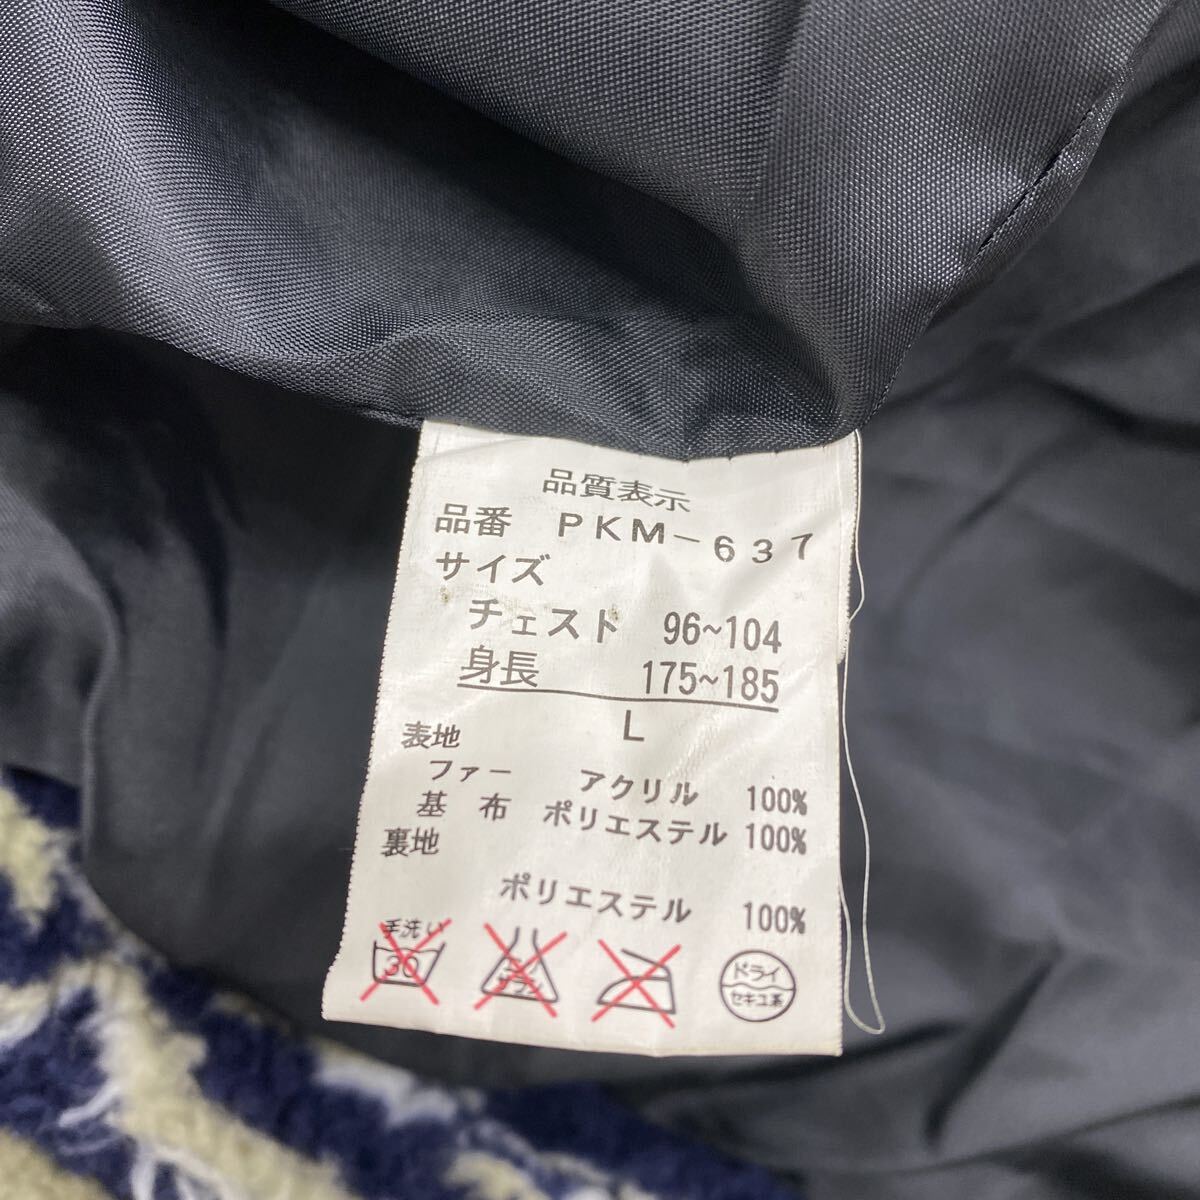 品質表示
品番 PKM-637
サイズ
チェスト 96~104
身長 175~185
L
表地
ファー アクリル 100%
基布 ポリエステル 100%
裏地
ポリエステル 100%
手洗い
30
ドライ
セキユ系